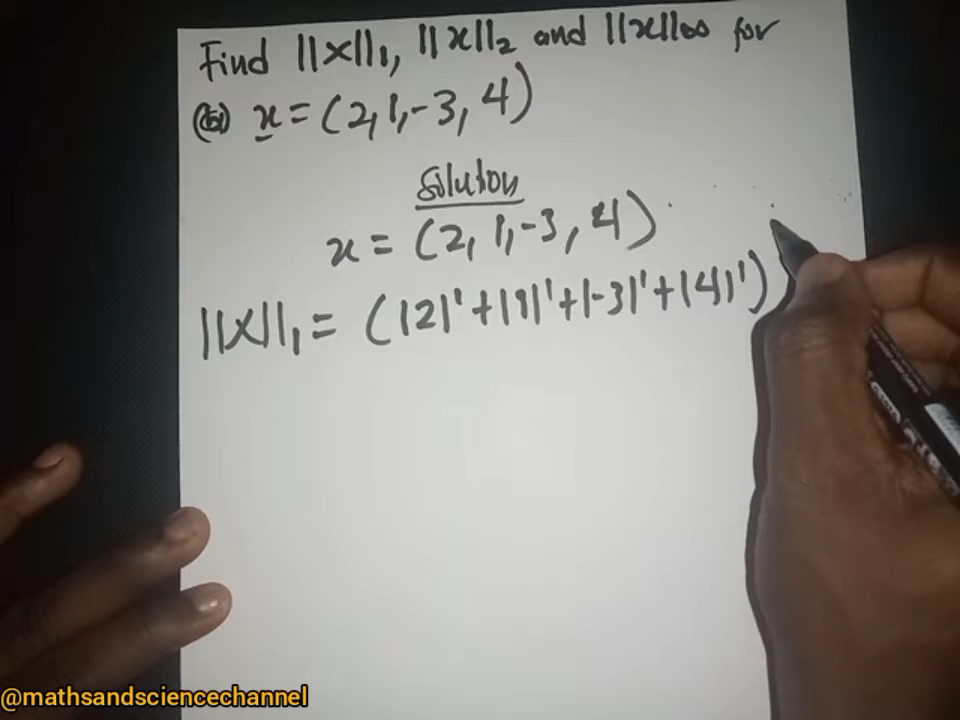 Find ||x||₁, ||x||₂ and ||x||∞ for
x = (2, 1, -3, 4)
Soluton
x = (2, 1, -3, 4)
||x||₁ = (|2|¹ + |1|¹ + |-3|¹ + |4|¹)
@mathsandsciencechannel